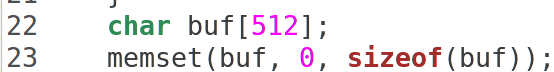 22    char buf[512];
23    memset(buf, 0, sizeof(buf));